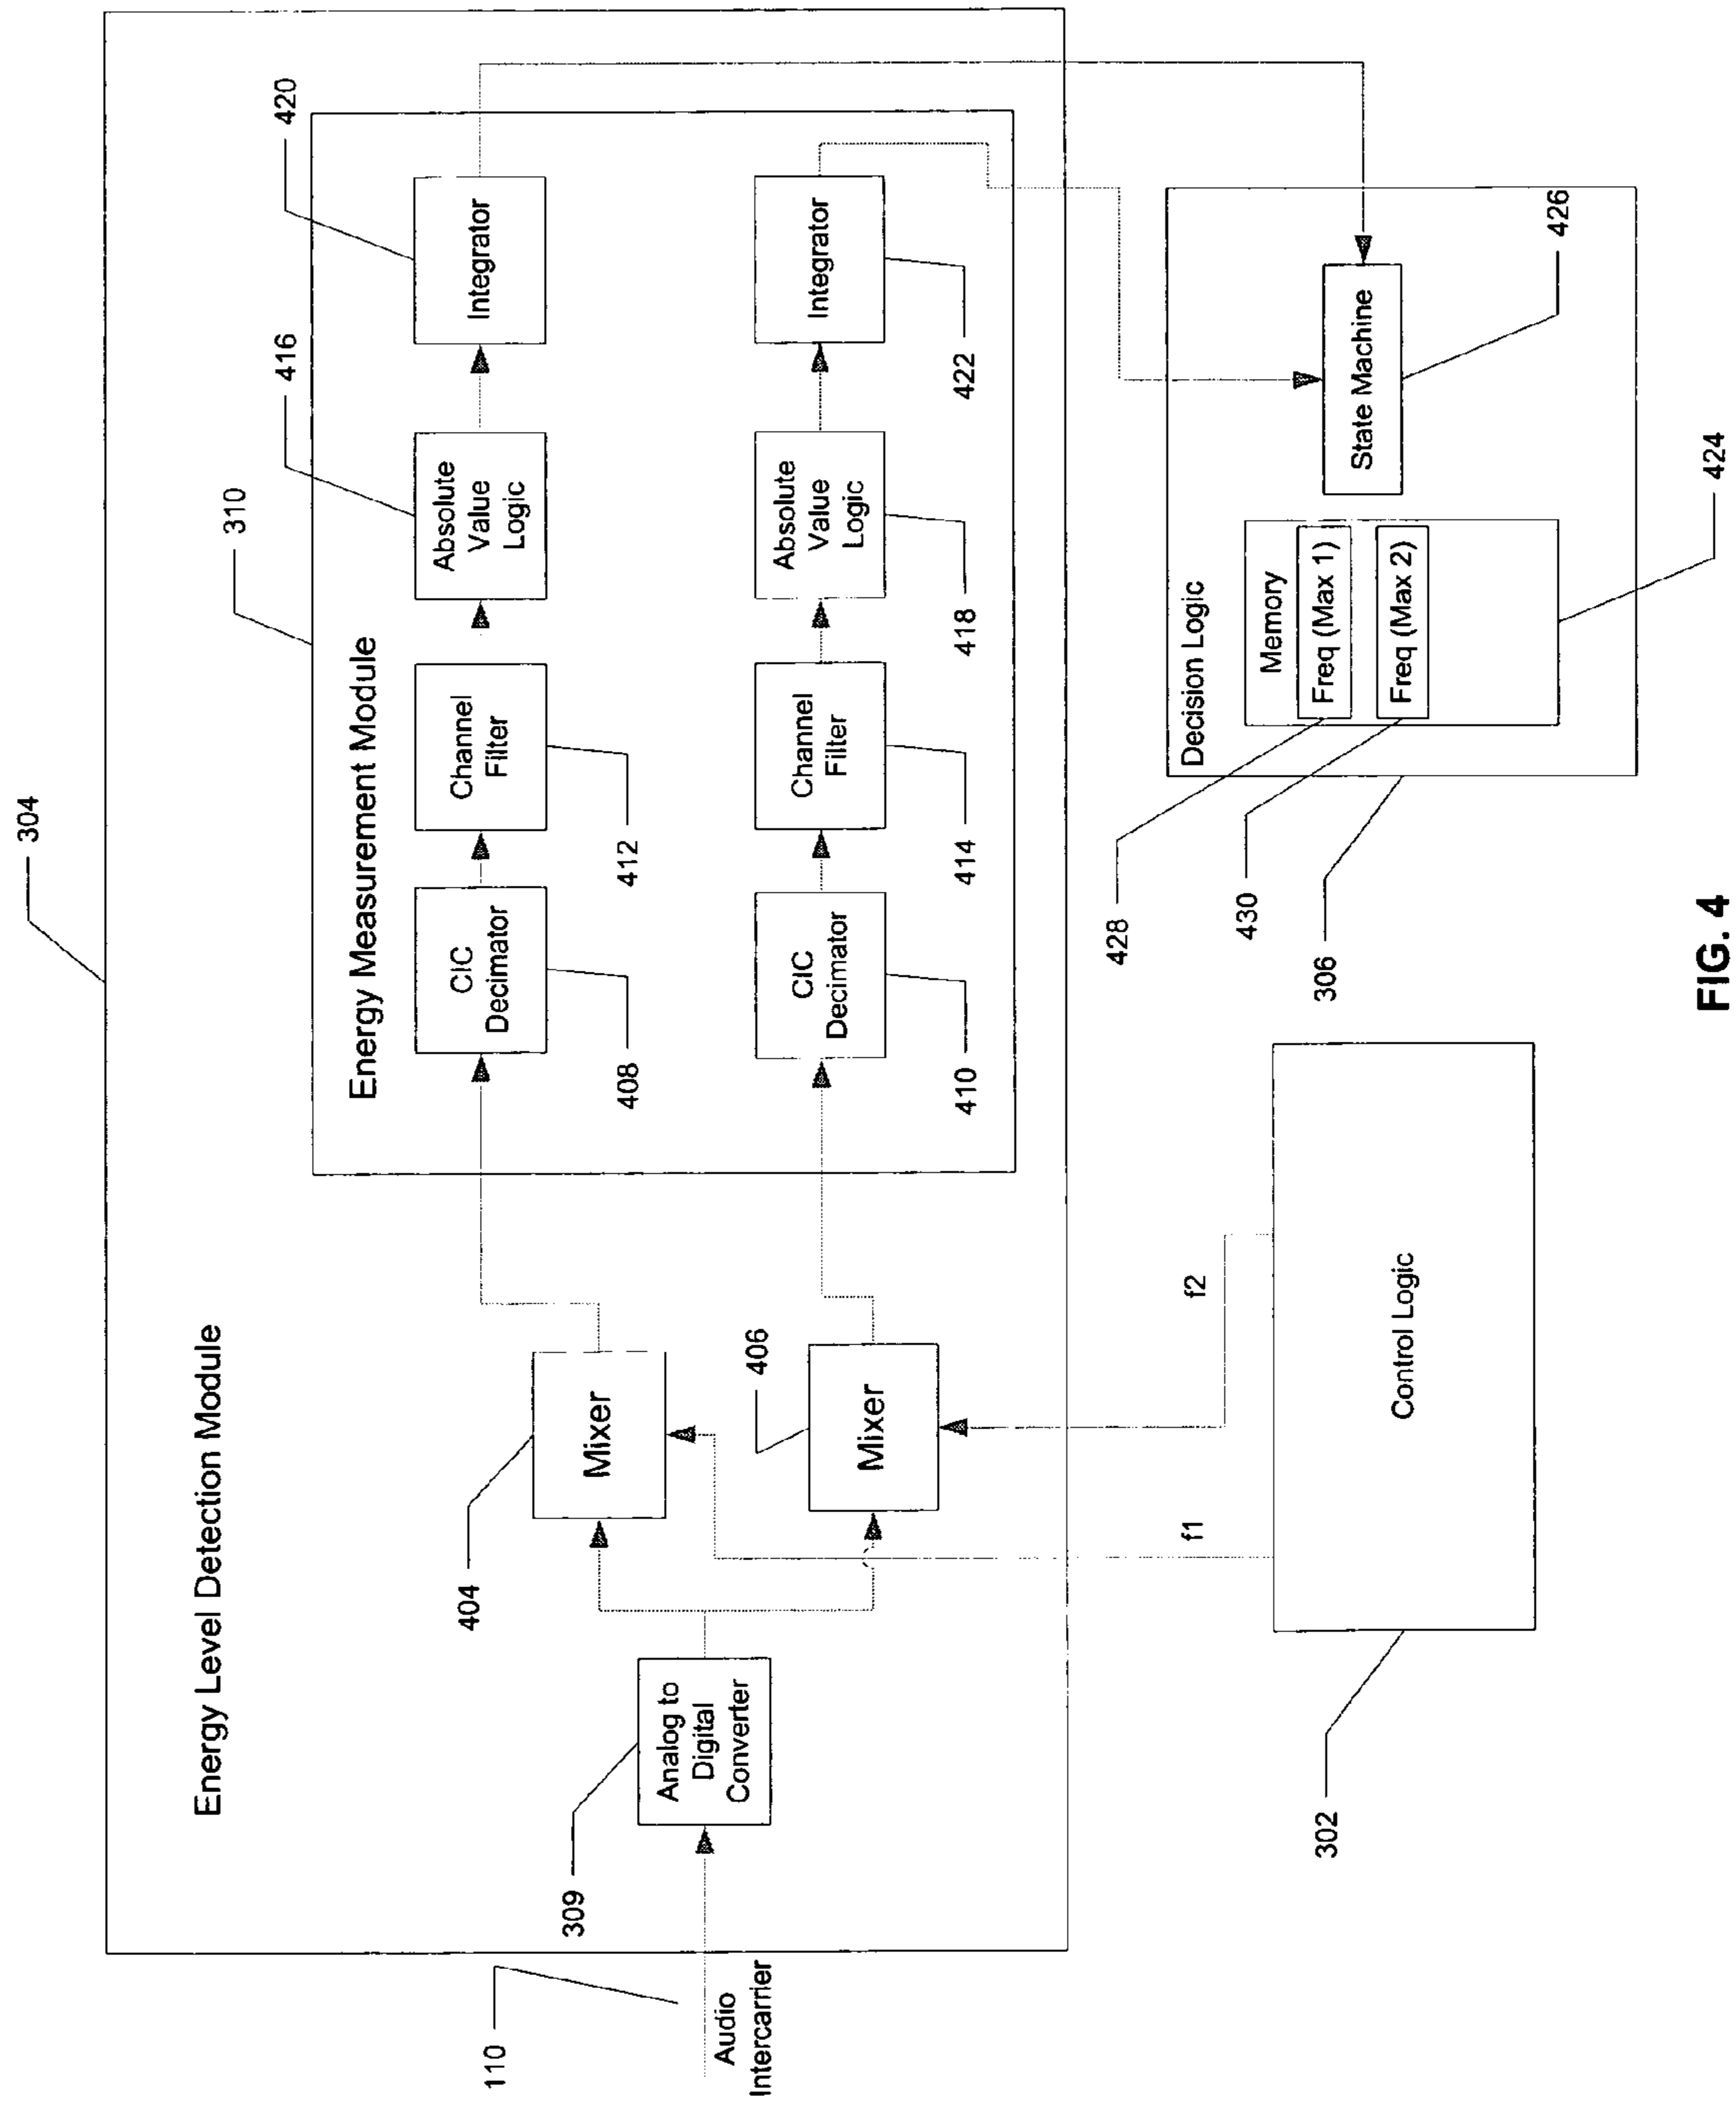 304
Energy Level Detection Module
310
Energy Measurement Module
416
420
404
Mixer
CIC
Decimator
Channel
Filter
Absolute
Value
Logic
Integrator
408
412
309
Analog to
Digital
Converter
110
Audio
Intercarrier
406
Mixer
CIC
Decimator
Channel
Filter
Absolute
Value
Logic
Integrator
410
414
418
422
f1
f2
428
430
306
Decision Logic
Memory
Freq (Max 1)
Freq (Max 2)
State Machine
426
424
302
Control Logic
FIG. 4